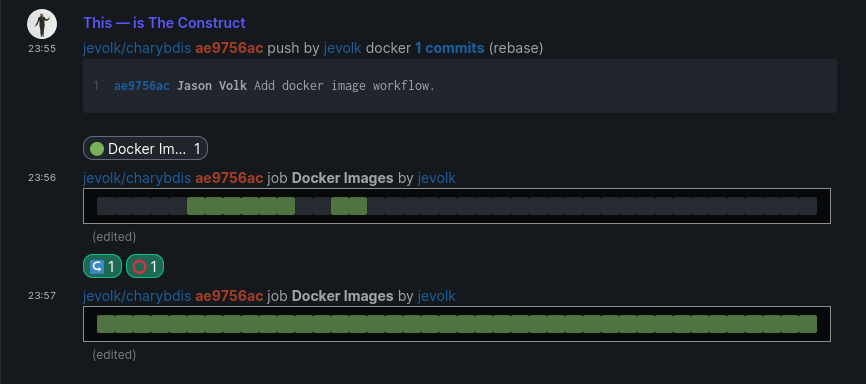 This — is The Construct
23:55 jevolk/charybdis ae9756ac push by jevolk docker 1 commits (rebase)
1 ae9756ac Jason Volk Add docker image workflow.
Docker Im... 1
23:56 jevolk/charybdis ae9756ac job Docker Images by jevolk
(edited)
1 1
23:57 jevolk/charybdis ae9756ac job Docker Images by jevolk
(edited)